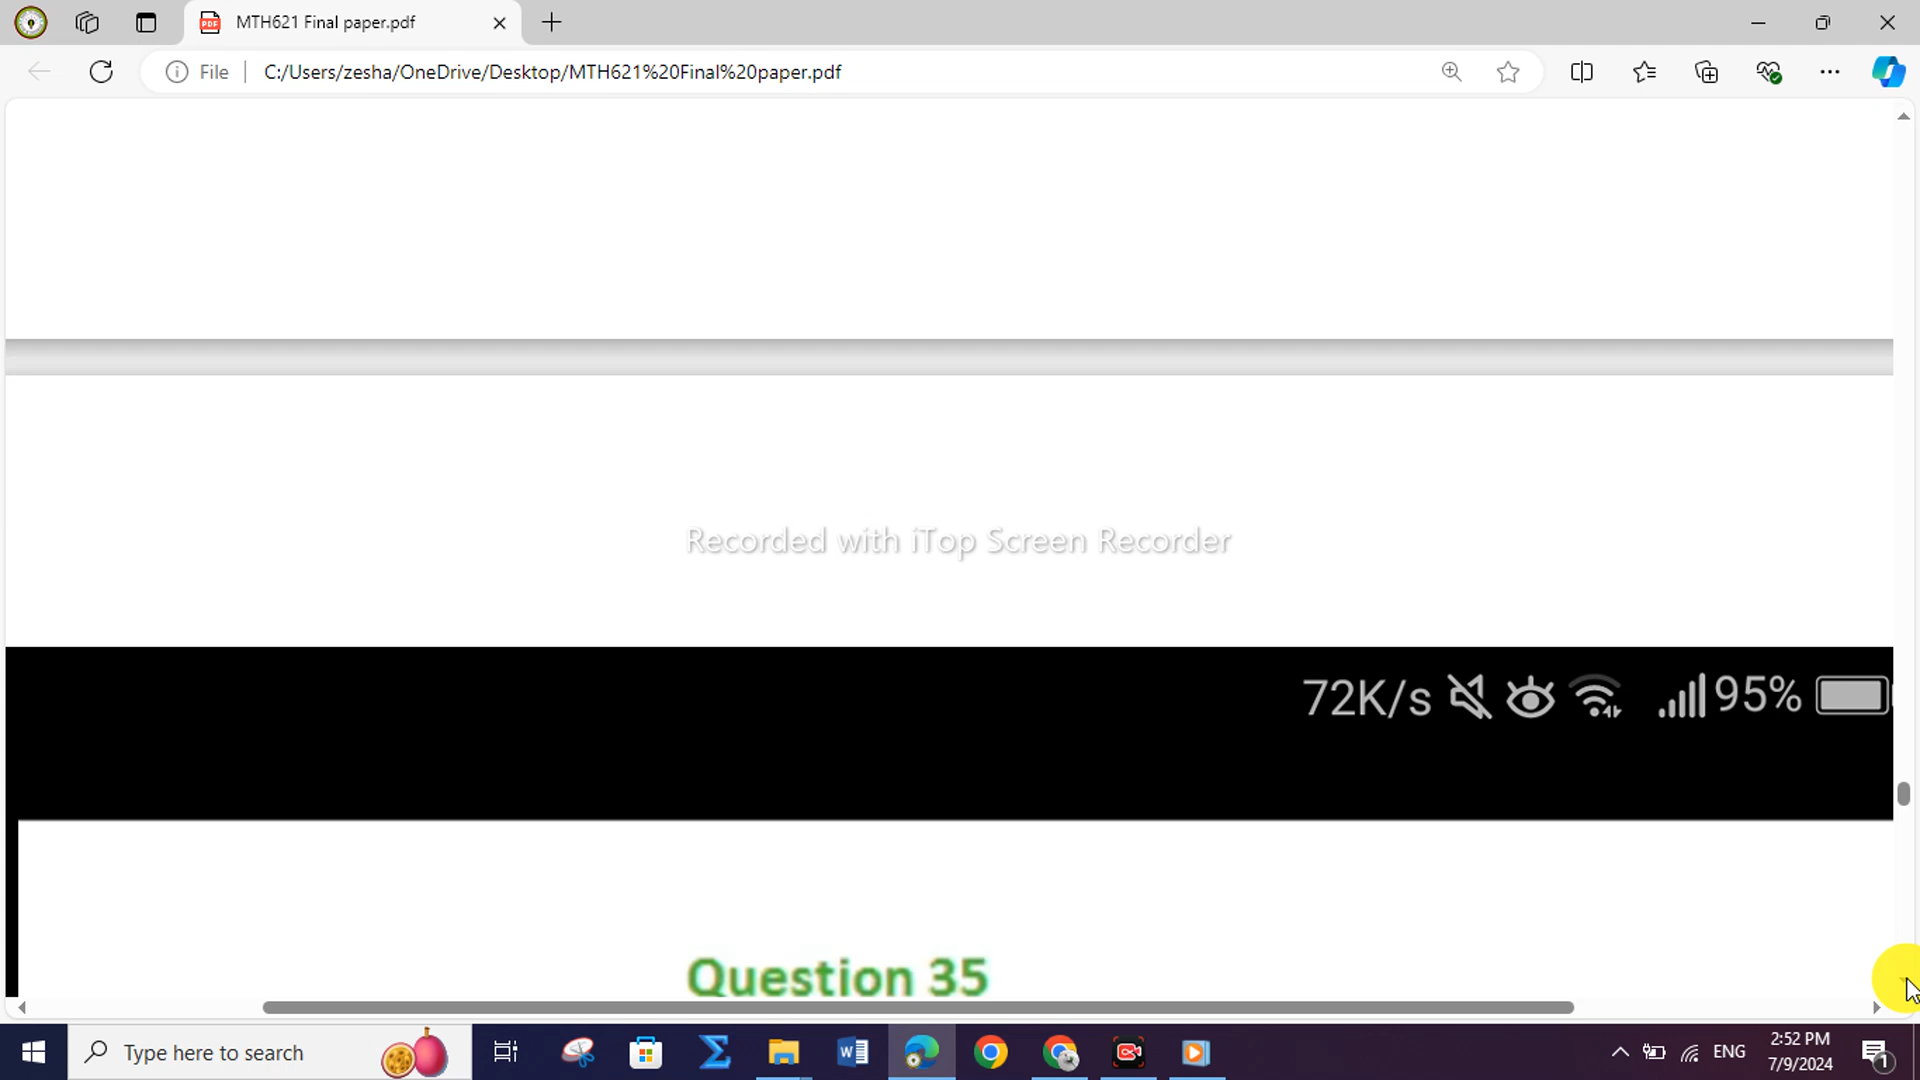 MTH621 Final paper.pdf
File
C:/Users/zesha/OneDrive/Desktop/MTH621%20Final%20paper.pdf
Recorded with iTop Screen Recorder
72K/s
95%
Question 35
Type here to search
ENG
2:52 PM
7/9/2024
1